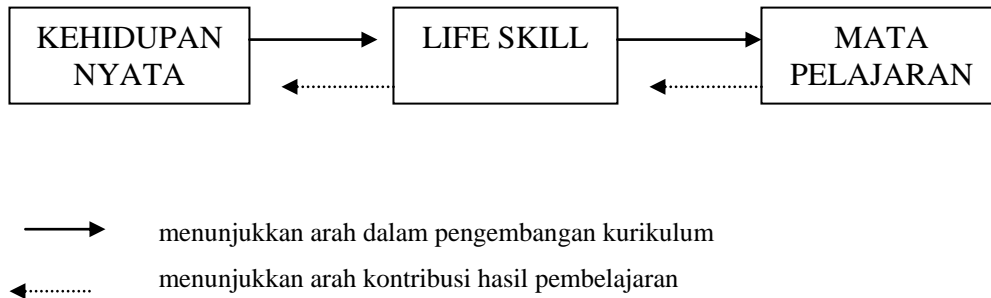 KEHIDUPAN
NYATA
LIFE SKILL
MATA
PELAJARAN
menunjukkan arah dalam pengembangan kurikulum
menunjukkan arah kontribusi hasil pembelajaran